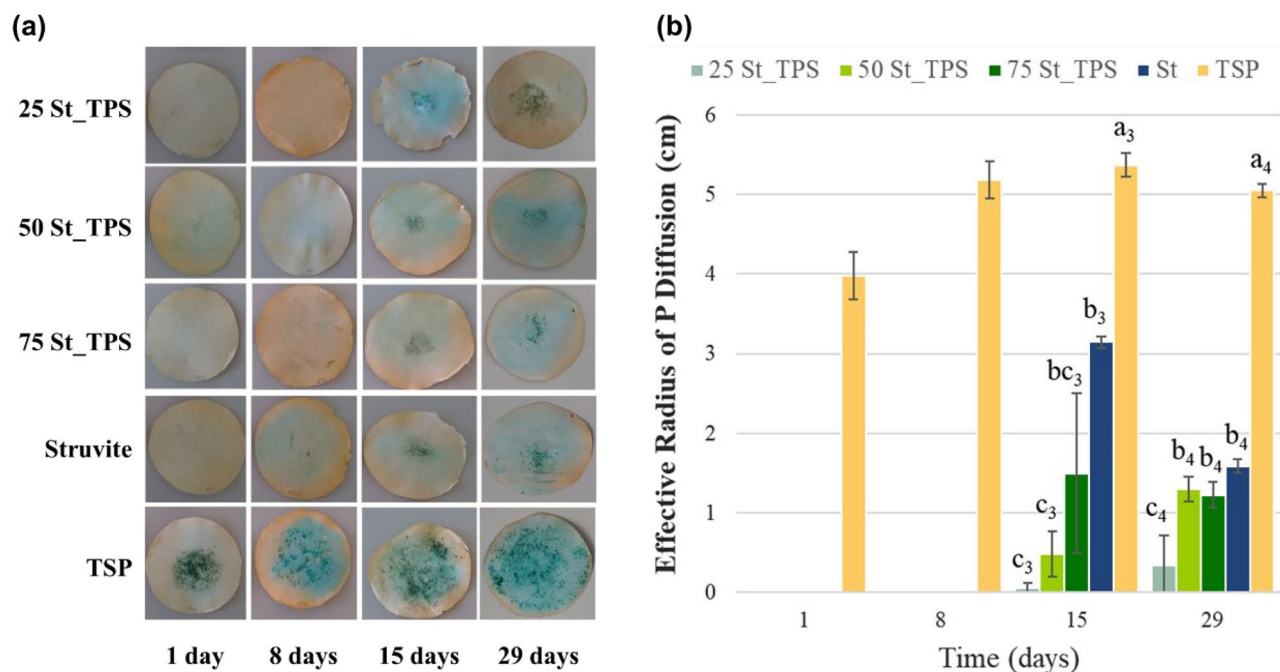 (a)
25 St_TPS
50 St_TPS
75 St_TPS
Struvite
TSP
1 day
8 days
15 days
29 days
(b)
25 St_TPS 50 St_TPS 75 St_TPS St TSP
Effective Radius of P Diffusion (cm)
6
5
4
3
2
1
0
c₃ c₃ bc₃ b₃ a₃
c₄ b₄ b₄ b₄ a₄
1 8 15 29
Time (days)